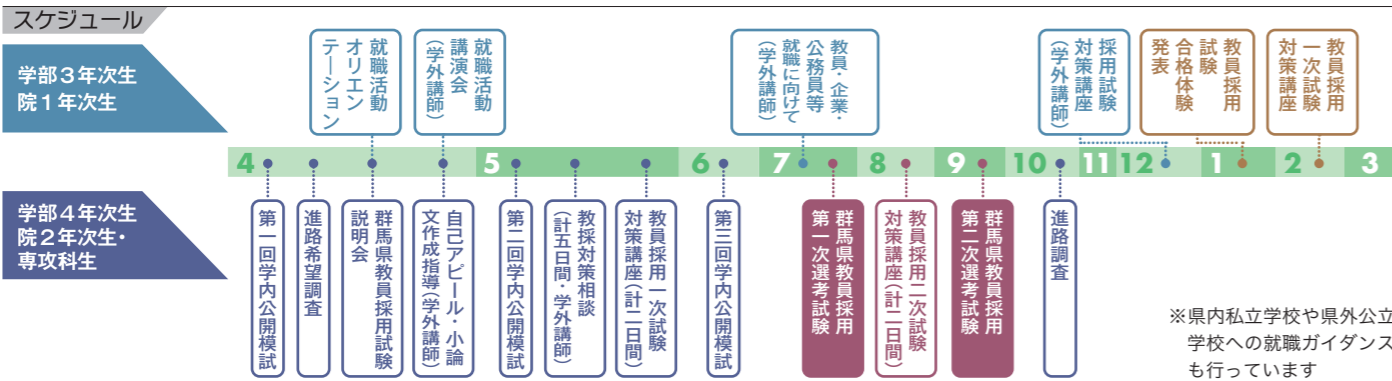 スケジュール
学部3年次生
院1年次生
就職活動
オリエン
テーション
就職活動
講演会
(学外講師)
教員・企業・
公務員等
就職に向けて
(学外講師)
採用試験
対策講座
(学外講師)
教員採用
試験
合格体験
発表
教員採用
一次試験
対策講座
4 5 6 7 8 9 10 11 12 1 2 3
学部4年次生
院2年次生・
専攻科生
第一回学内公開模試
進路希望調査
群馬県教員採用試験
説明会
自己アピール・小論
文作成指導(学外講師)
第二回学内公開模試
教採対策相談
(計五日間・学外講師)
教員採用一次試験
対策講座(計二日間)
第三回学内公開模試
群馬県教員採用
第一次選考試験
教員採用二次試験
対策講座(計二日間)
群馬県教員採用
第二次選考試験
進路調査
※県内私立学校や県外公立
学校への就職ガイダンス
も行っています